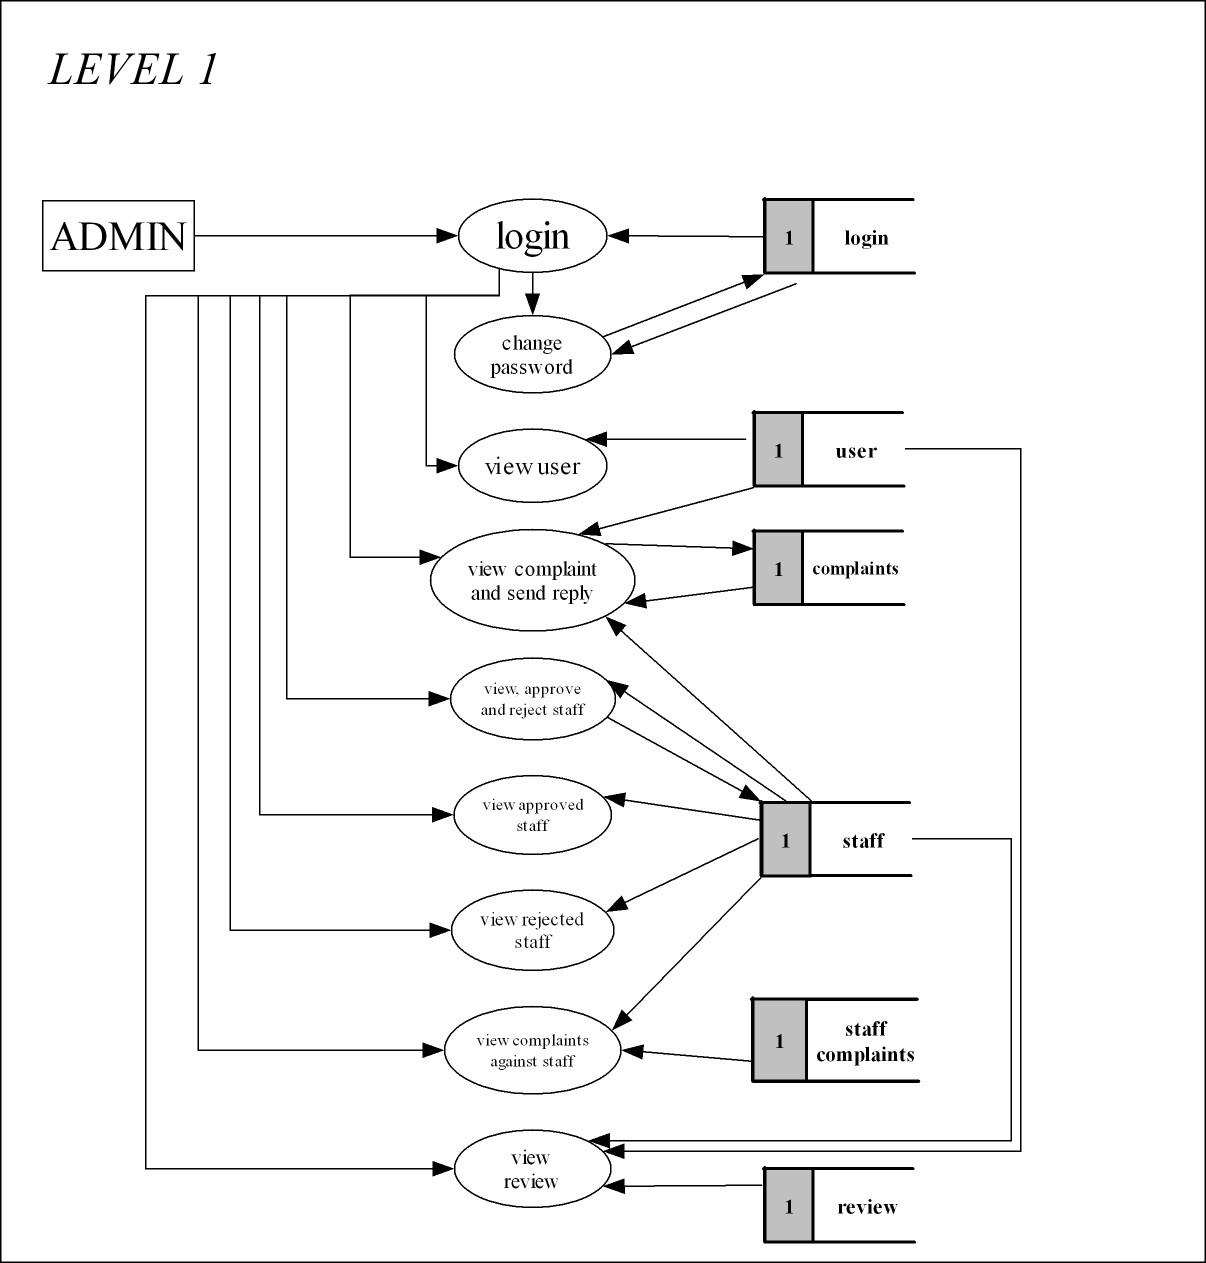 LEVEL 1
ADMIN
login
1
login
change
password
view user
1
user
view complaint
and send reply
1
complaints
view, approve
and reject staff
view approved
staff
1
staff
view rejected
staff
view complaints
against staff
1
staff
complaints
view
review
1
review